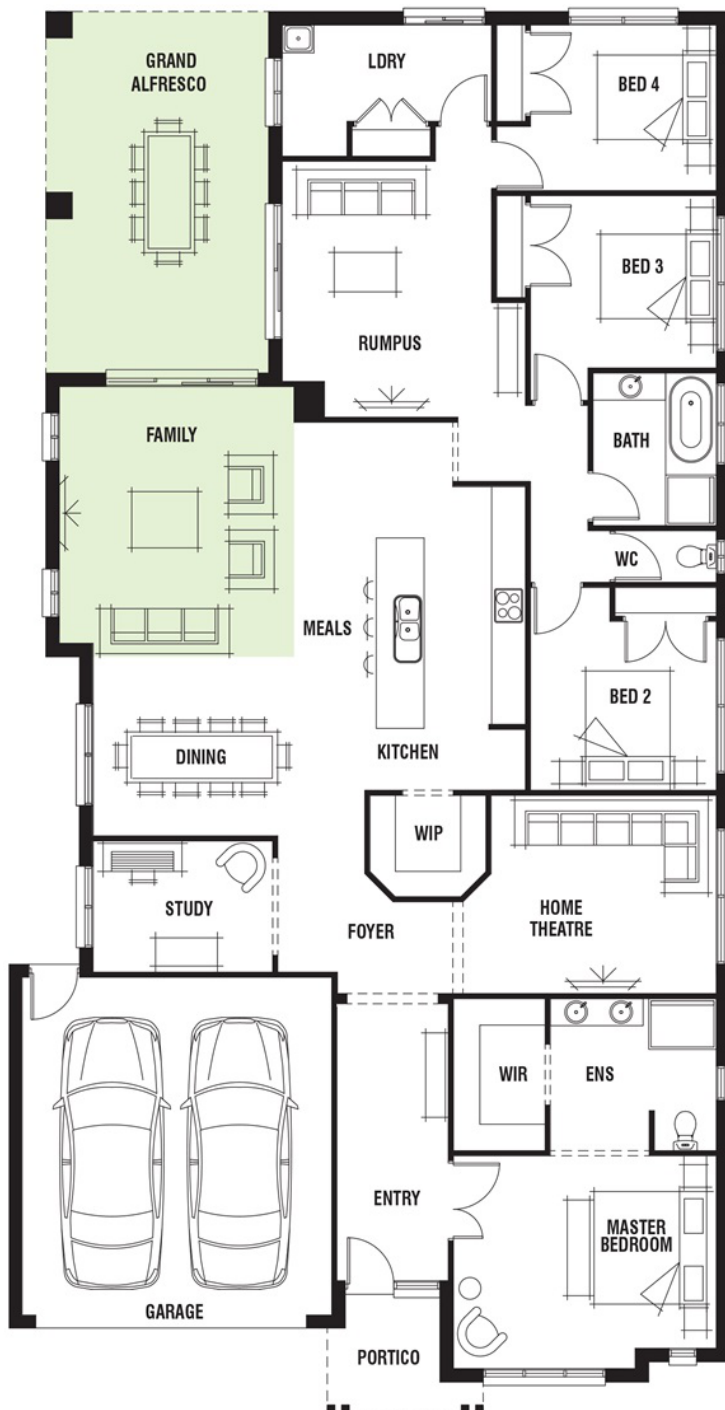 GRAND
ALFRESCO
LDRY
BED 4
BED 3
RUMPUS
FAMILY
BATH
WC
MEALS
BED 2
DINING
KITCHEN
WIP
STUDY
FOYER
HOME
THEATRE
WIR
ENS
ENTRY
MASTER
BEDROOM
GARAGE
PORTICO